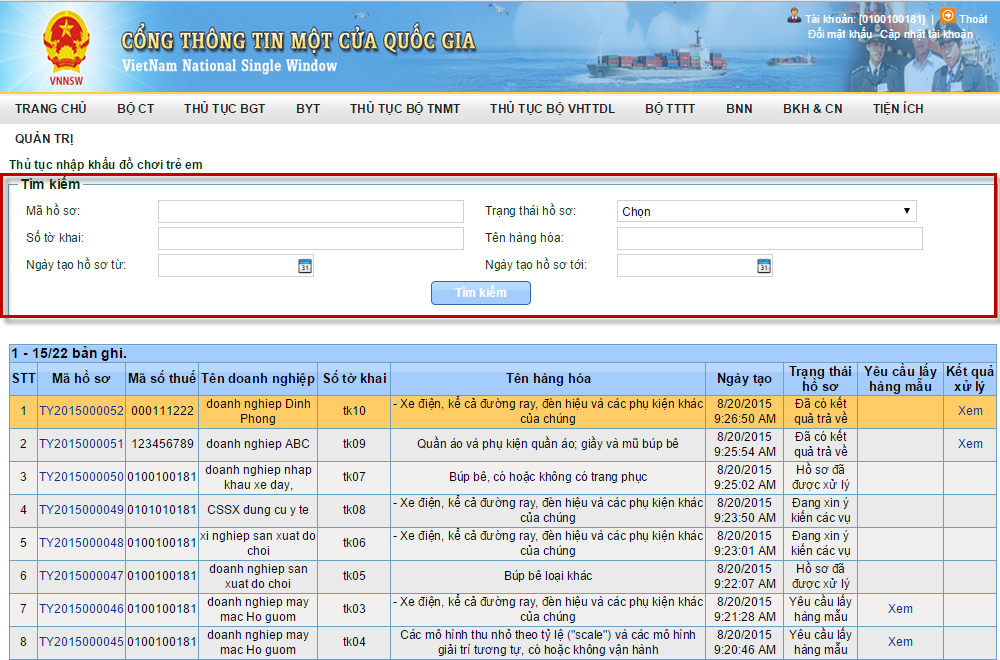 Tài khoản: [0100100181] | Thoát
Đổi mật khẩu Cập nhật tài khoản
CỔNG THÔNG TIN MỘT CỬA QUỐC GIA
VietNam National Single Window
VNNSW
TRANG CHỦ BỘ CT THỦ TỤC BGT BYT THỦ TỤC BỘ TNMT THỦ TỤC BỘ VHTTDL BỘ TTTT BNN BKH & CN TIỆN ÍCH
QUẢN TRỊ
Thủ tục nhập khẩu đồ chơi trẻ em
Tìm kiếm
Mã hồ sơ: Trạng thái hồ sơ: Chọn
Số tờ khai: Tên hàng hóa:
Ngày tạo hồ sơ từ: 31 Ngày tạo hồ sơ tới: 31
Tìm kiếm
1 - 15/22 bản ghi.
STT Mã hồ sơ Mã số thuế Tên doanh nghiệp Số tờ khai Tên hàng hóa Ngày tạo Trạng thái hồ sơ Yêu cầu lấy hàng mẫu Kết quả xử lý
1 TY2015000052 000111222 doanh nghiep Dinh Phong tk10 - Xe điện, kể cả đường ray, đèn hiệu và các phụ kiện khác của chúng 8/20/2015 9:26:50 AM Đã có kết quả trả về Xem
2 TY2015000051 123456789 doanh nghiep ABC tk09 Quần áo và phụ kiện quần áo; giầy và mũ búp bê 8/20/2015 9:25:54 AM Đã có kết quả trả về Xem
3 TY2015000050 0100100181 doanh nghiep nhap khau xe day, tk07 Búp bê, có hoặc không có trang phục 8/20/2015 9:25:02 AM Hồ sơ đã được xử lý
4 TY2015000049 0101010181 CSSX dung cu y te tk08 - Xe điện, kể cả đường ray, đèn hiệu và các phụ kiện khác của chúng 8/20/2015 9:23:50 AM Đang xin ý kiến các vụ
5 TY2015000048 0100100181 xi nghiep san xuat do choi tk06 - Xe điện, kể cả đường ray, đèn hiệu và các phụ kiện khác của chúng 8/20/2015 9:23:01 AM Đang xin ý kiến các vụ
6 TY2015000047 0100100181 doanh nghiep san xuat do choi tk05 Búp bê loại khác 8/20/2015 9:22:07 AM Hồ sơ đã được xử lý
7 TY2015000046 0100100181 doanh nghiep may mac Ho guom tk03 - Xe điện, kể cả đường ray, đèn hiệu và các phụ kiện khác của chúng 8/20/2015 9:21:28 AM Yêu cầu lấy hàng mẫu Xem
8 TY2015000045 0100100181 doanh nghiep may mac Ho guom tk04 Các mô hình thu nhỏ theo tỷ lệ ("scale") và các mô hình giải trí tương tự, có hoặc không vận hành 8/20/2015 9:20:46 AM Yêu cầu lấy hàng mẫu Xem